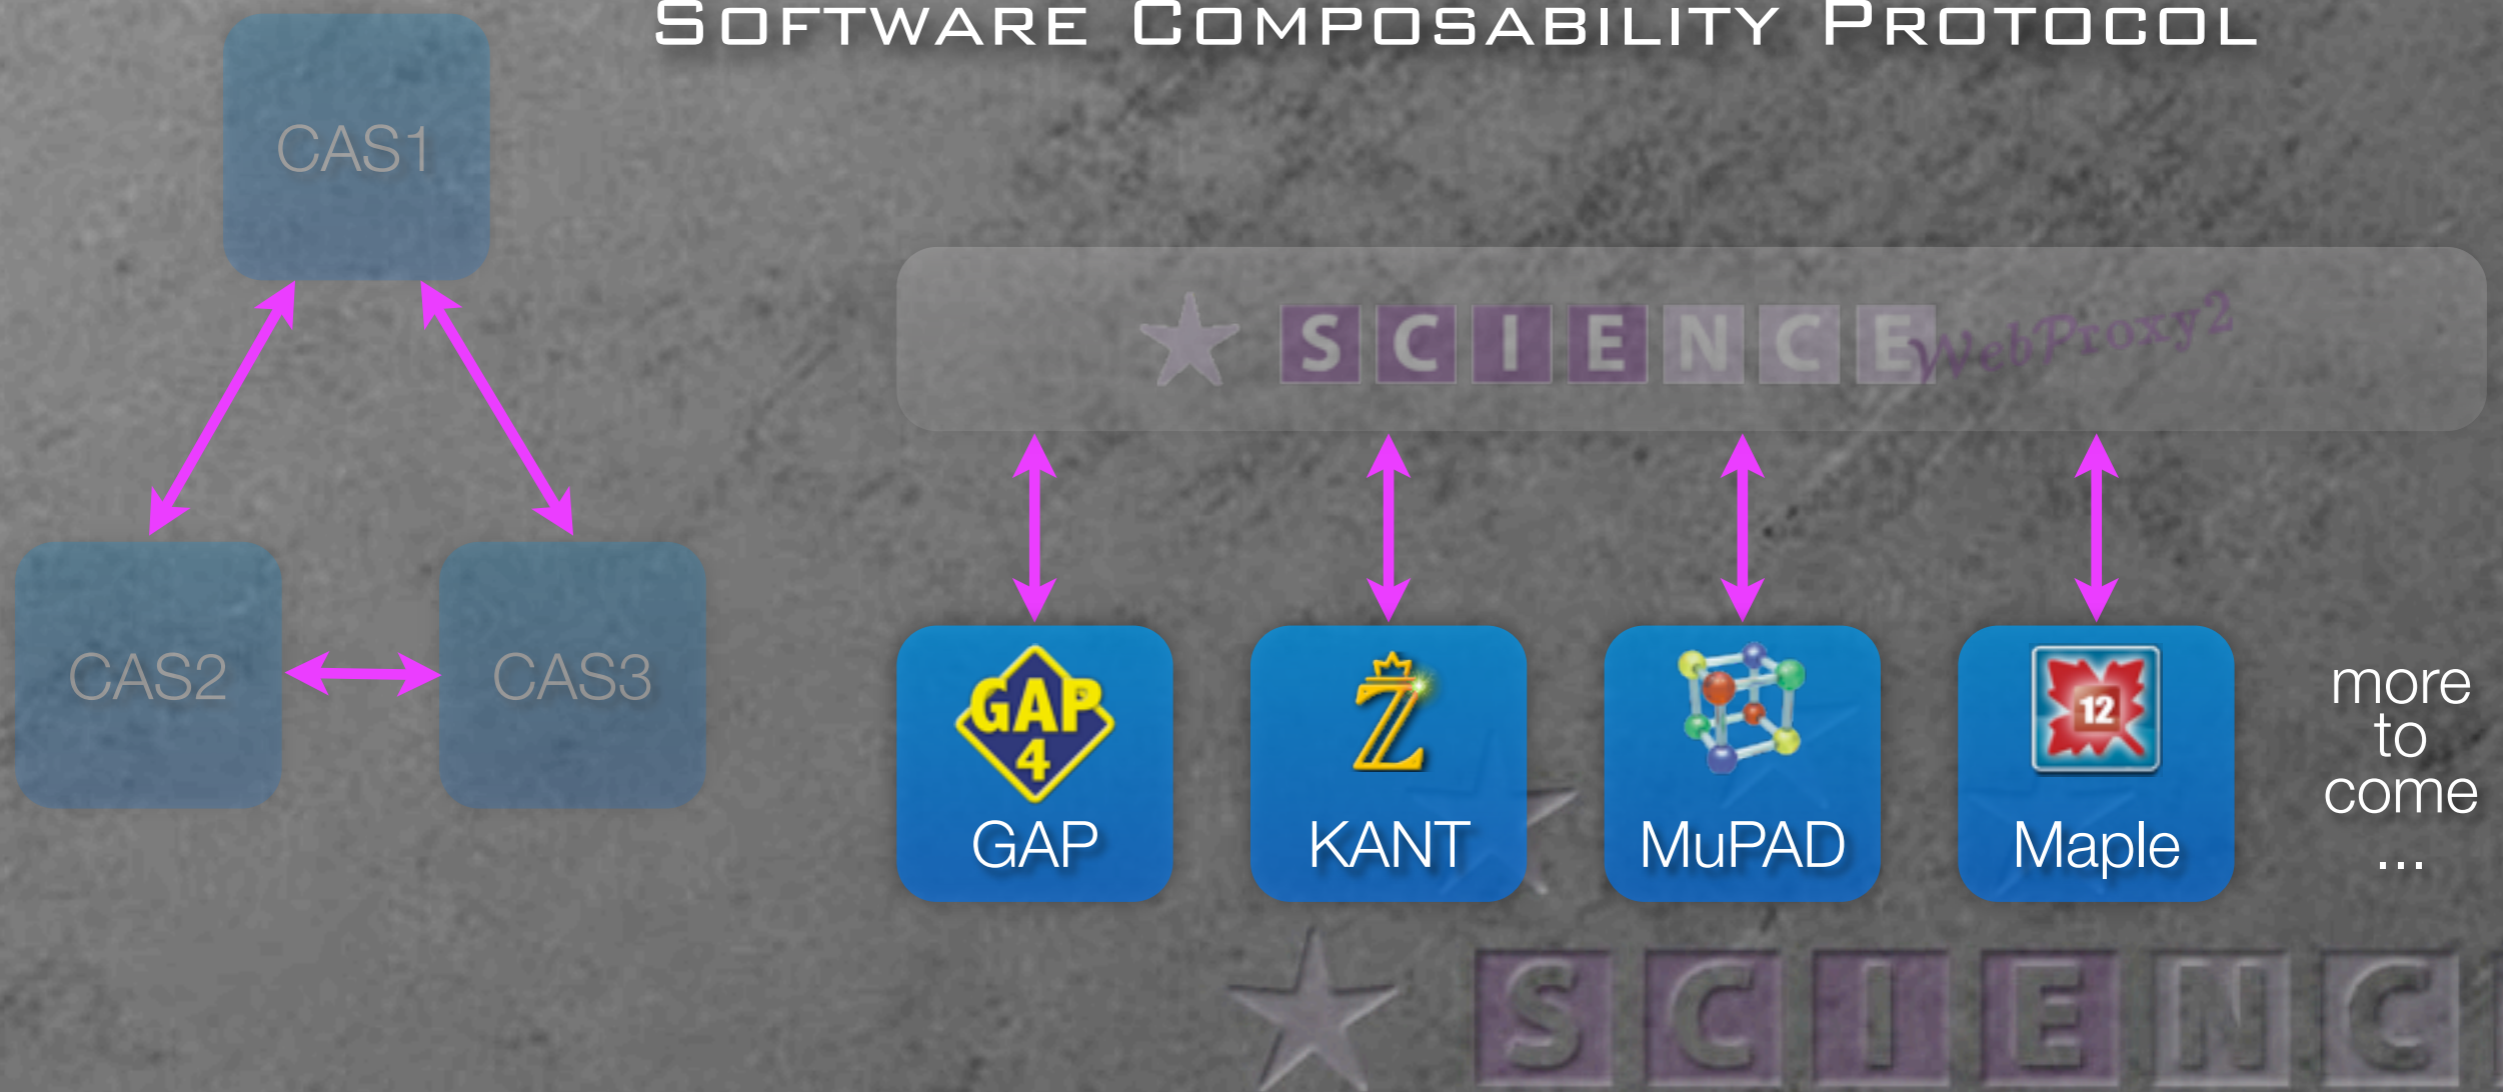 Software Composability Protocol
CAS1
CAS2
CAS3
SCIENCE
WebProxy2
GAP
4
GAP
Z
KANT
MuPAD
12
Maple
more
to
come
...
SCIENC